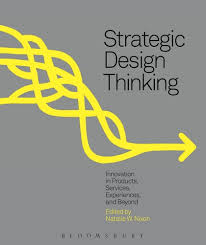 Strategic
Design
Thinking
Innovation
in Products,
Services,
Experiences,
and Beyond
Edited by
Natalie W. Nixon
BLOOMSBURY